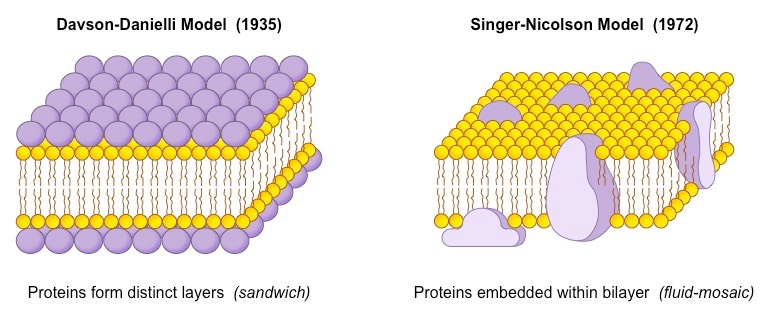 Davson-Danielli Model (1935)
Singer-Nicolson Model (1972)
Proteins form distinct layers (sandwich)
Proteins embedded within bilayer (fluid-mosaic)